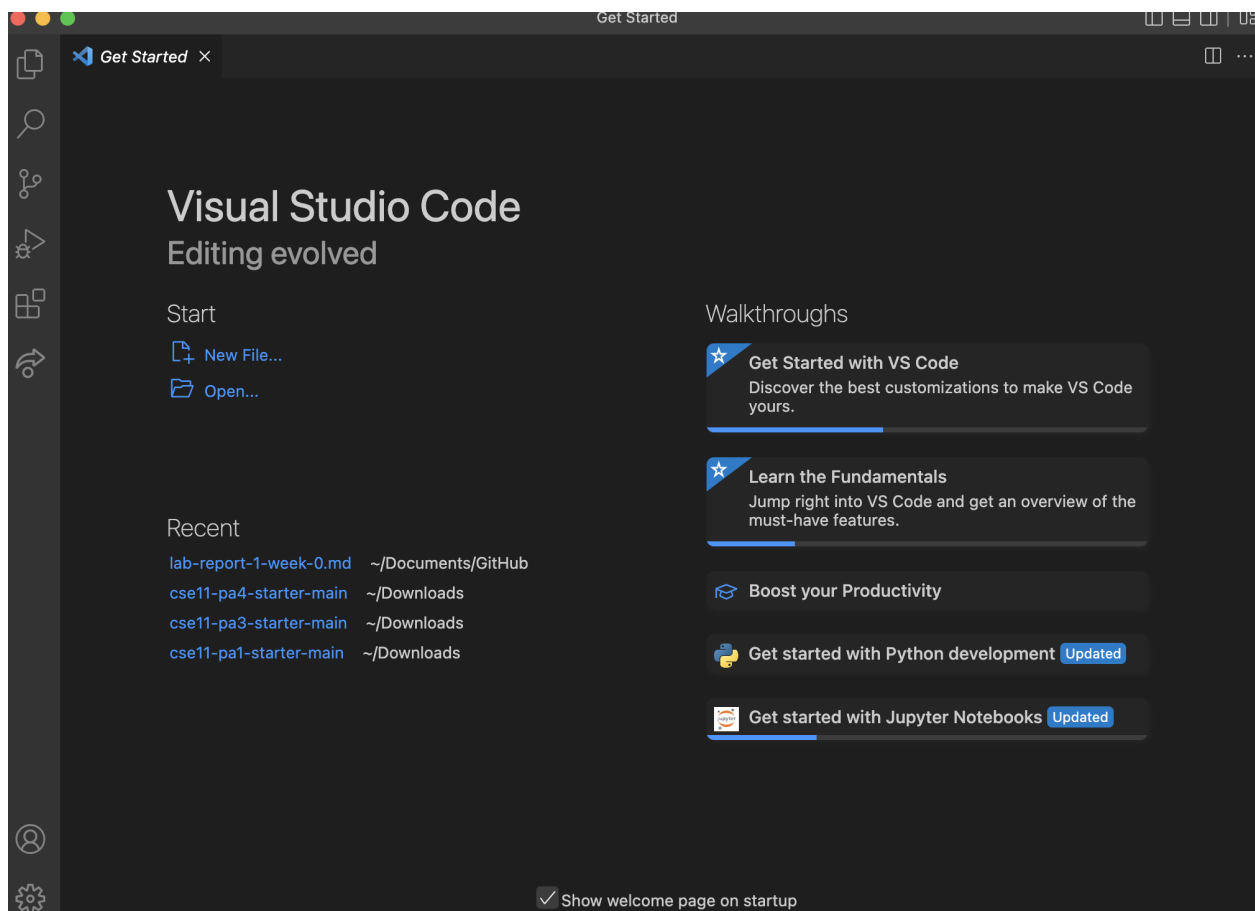 Get Started
Get Started
Visual Studio Code
Editing evolved
Start
New File...
Open...
Recent
lab-report-1-week-0.md ~/Documents/GitHub
cse11-pa4-starter-main ~/Downloads
cse11-pa3-starter-main ~/Downloads
cse11-pa1-starter-main ~/Downloads
Walkthroughs
Get Started with VS Code
Discover the best customizations to make VS Code
yours.
Learn the Fundamentals
Jump right into VS Code and get an overview of the
must-have features.
Boost your Productivity
Get started with Python development Updated
jupyter
Get started with Jupyter Notebooks Updated
Show welcome page on startup